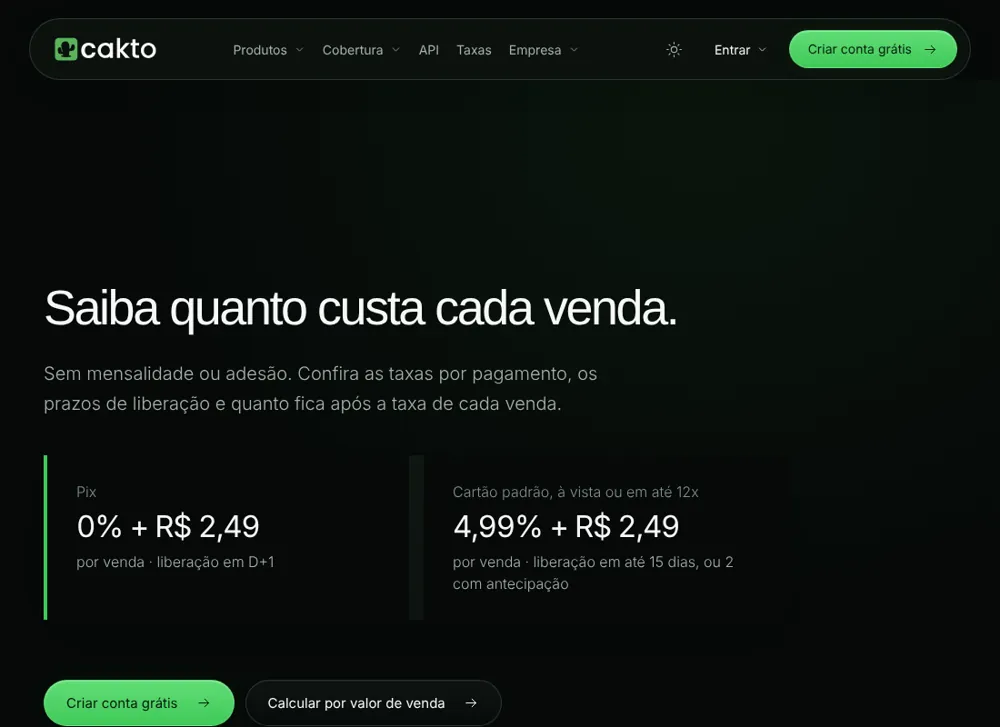 cakto
Produtos
Cobertura
API
Taxas
Empresa
Entrar
Criar conta grátis →
Saiba quanto custa cada venda.
Sem mensalidade ou adesão. Confira as taxas por pagamento, os
prazos de liberação e quanto fica após a taxa de cada venda.
Pix
0% + R$ 2,49
por venda · liberação em D+1
Cartão padrão, à vista ou em até 12x
4,99% + R$ 2,49
por venda · liberação em até 15 dias, ou 2
com antecipação
Criar conta grátis →
Calcular por valor de venda →